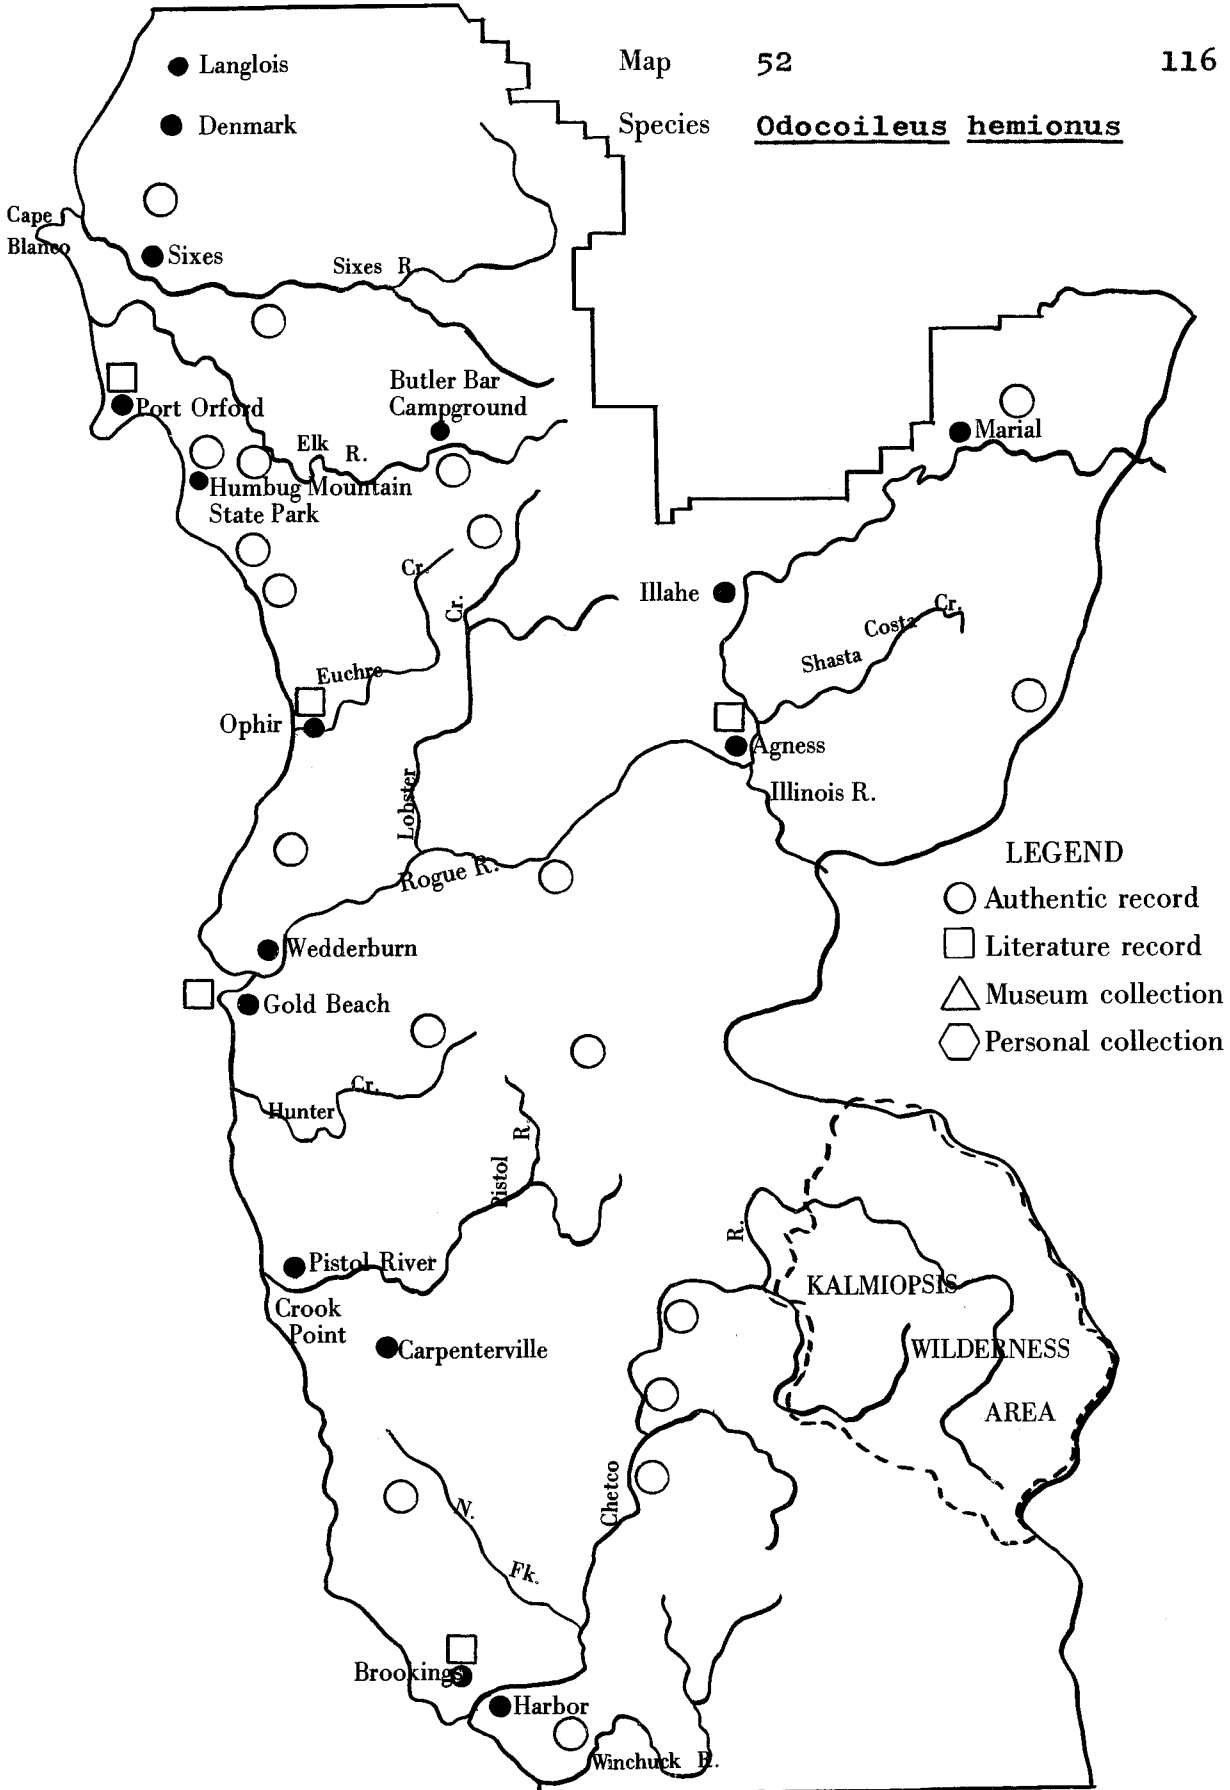 Map 52 116
Species Odocoileus hemionus
Langlois
Denmark
Cape
Blanco
Sixes
Sixes R.
Port Orford
Butler Bar
Campground
Elk R.
Humbug Mountain
State Park
Marial
Cr.
Cr.
Illahe
Shasta Costa Cr.
Euchre
Ophir
Agness
Illinois R.
Lobster
Rogue R.
LEGEND
Authentic record
Literature record
Museum collection
Personal collection
Wedderburn
Gold Beach
Hunter Cr.
Pistol R.
R.
Pistol River
Crook
Point
Carpenterville
KALMIOPSIS
WILDERNESS
AREA
Chetco
N. Fk.
Brookings
Harbor
Winchuck R.